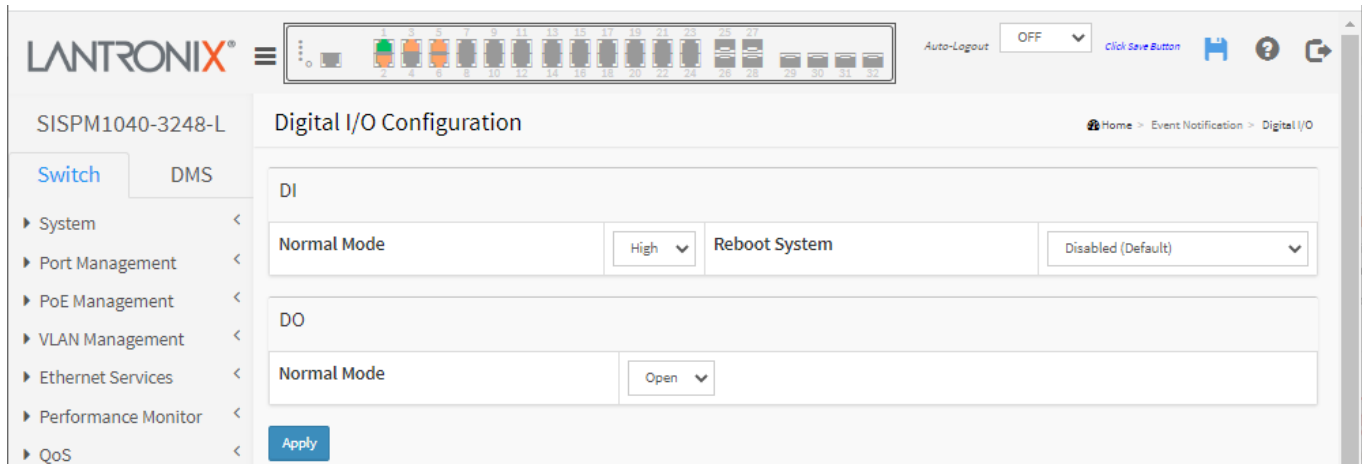 LANTRONIX®
1 3 5 7 9 11 13 15 17 19 21 23 25 27
2 4 6 8 10 12 14 16 18 20 22 24 26 28 29 30 31 32
Auto-Logout OFF Click Save Button
SISPM1040-3248-L
Digital I/O Configuration
Home > Event Notification > Digital I/O
Switch DMS
System
Port Management
PoE Management
VLAN Management
Ethernet Services
Performance Monitor
QoS
DI
Normal Mode High Reboot System Disabled (Default)
DO
Normal Mode Open
Apply